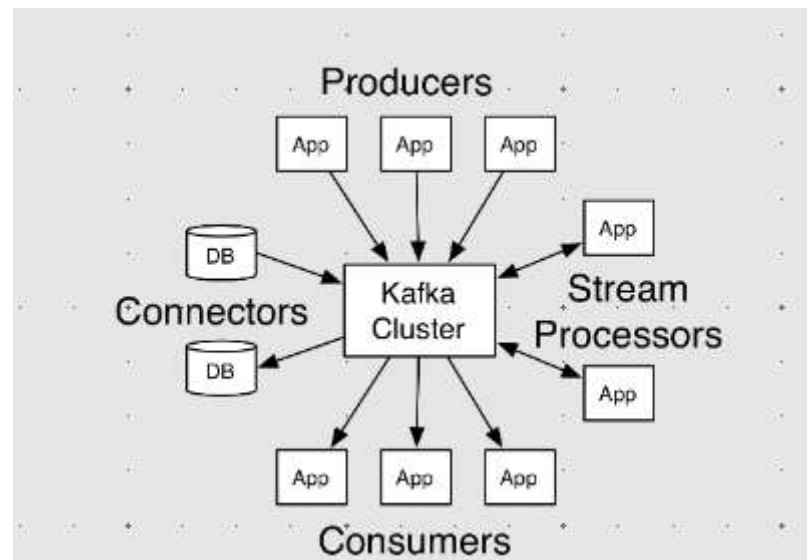 Producers
App
App
App
DB
App
Kafka
Cluster
Connectors
Stream
Processors
DB
App
App
App
App
Consumers